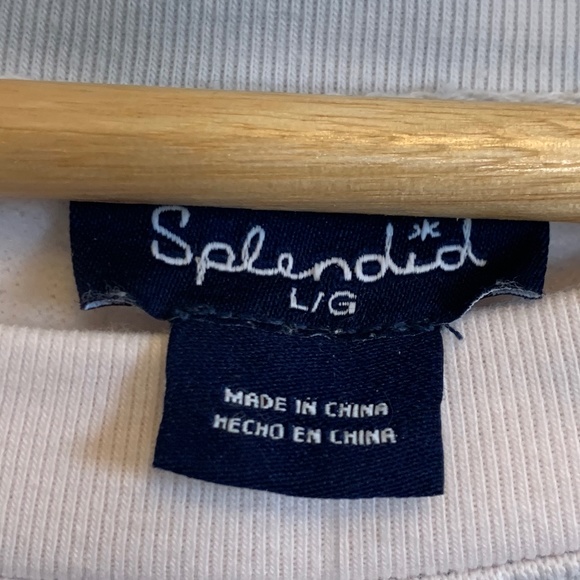 Splendid
L/G
MADE IN CHINA
HECHO EN CHINA